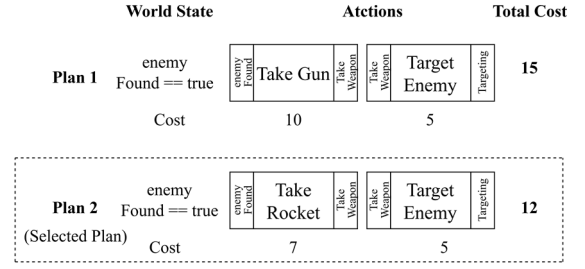 World State Atctions Total Cost
Plan 1
enemy
Found == true
enemy
Found
Take Gun
Take
Weapon
Take
Weapon
Target
Enemy
Targeting
15
Cost 10 5
Plan 2
(Selected Plan)
enemy
Found == true
enemy
Found
Take
Rocket
Take
Weapon
Take
Weapon
Target
Enemy
Targeting
12
Cost 7 5